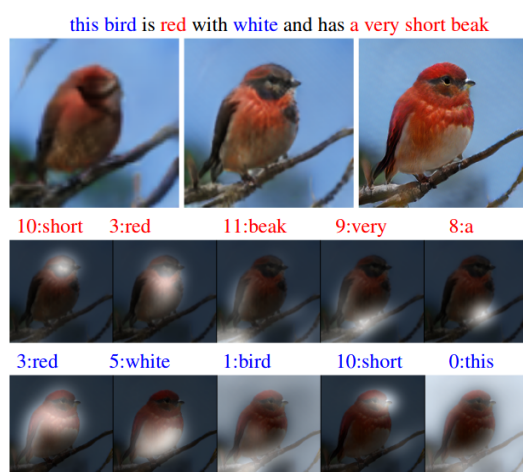 this bird is red with white and has a very short beak
10:short 3:red 11:beak 9:very 8:a
3:red 5:white 1:bird 10:short 0:this